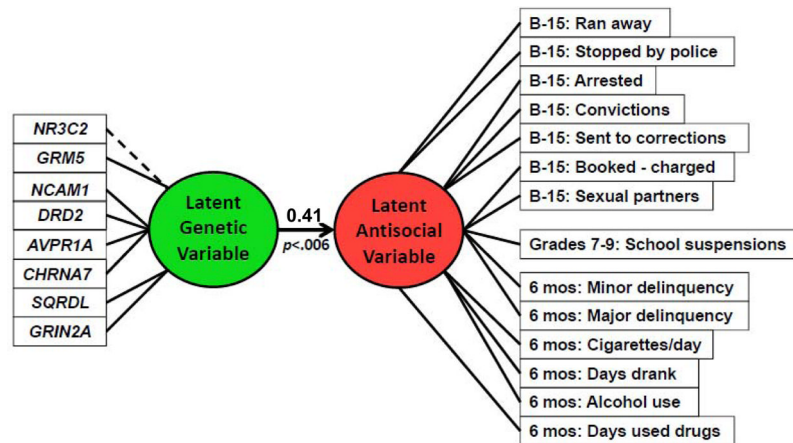 NR3C2
GRM5
NCAM1
DRD2
AVPR1A
CHRNA7
SQRDL
GRIN2A
Latent
Genetic
Variable
0.41
p<.006
Latent
Antisocial
Variable
B-15: Ran away
B-15: Stopped by police
B-15: Arrested
B-15: Convictions
B-15: Sent to corrections
B-15: Booked - charged
B-15: Sexual partners
Grades 7-9: School suspensions
6 mos: Minor delinquency
6 mos: Major delinquency
6 mos: Cigarettes/day
6 mos: Days drank
6 mos: Alcohol use
6 mos: Days used drugs